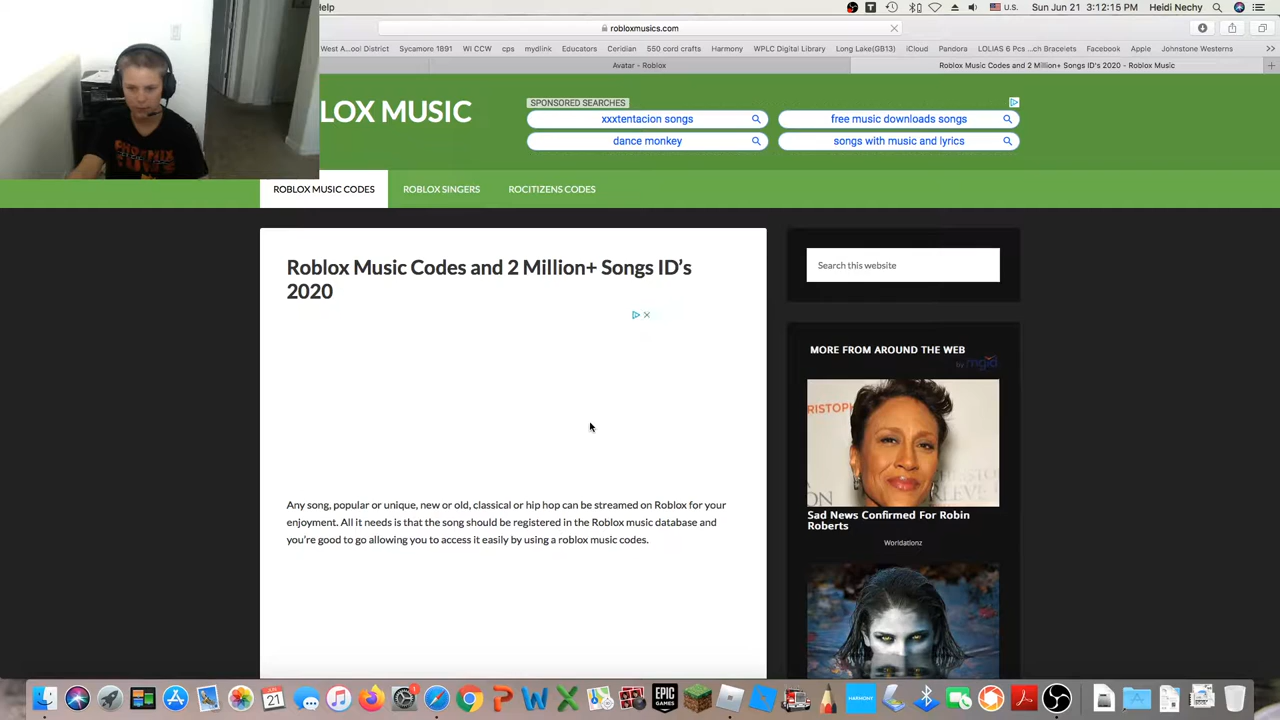 Help
Sun Jun 21 3:12:15 PM Heidi Nechy
U.S.
robloxmusics.com
West A...ool District Sycamore 1891 WI CCW cps mydlink Educators Ceridian 550 cord crafts Harmony WPLC Digital Library Long Lake(GB13) iCloud Pandora LOLIAS 6 Pcs ...ch Bracelets Facebook Apple Johnstone Westerns
Avatar - Roblox
Roblox Music Codes and 2 Million+ Songs ID's 2020 - Roblox Music
LOX MUSIC
SPONSORED SEARCHES
xxxtentacion songs
free music downloads songs
dance monkey
songs with music and lyrics
ROBLOX MUSIC CODES ROBLOX SINGERS ROCITIZENS CODES
Roblox Music Codes and 2 Million+ Songs ID's
2020
Any song, popular or unique, new or old, classical or hip hop can be streamed on Roblox for your
enjoyment. All it needs is that the song should be registered in the Roblox music database and
you're good to go allowing you to access it easily by using a roblox music codes.
Search this website
MORE FROM AROUND THE WEB
by mgid
RISTOPH
Sad News Confirmed For Robin
Roberts
Worldationz
21
EPIC
GAMES
HARMONY